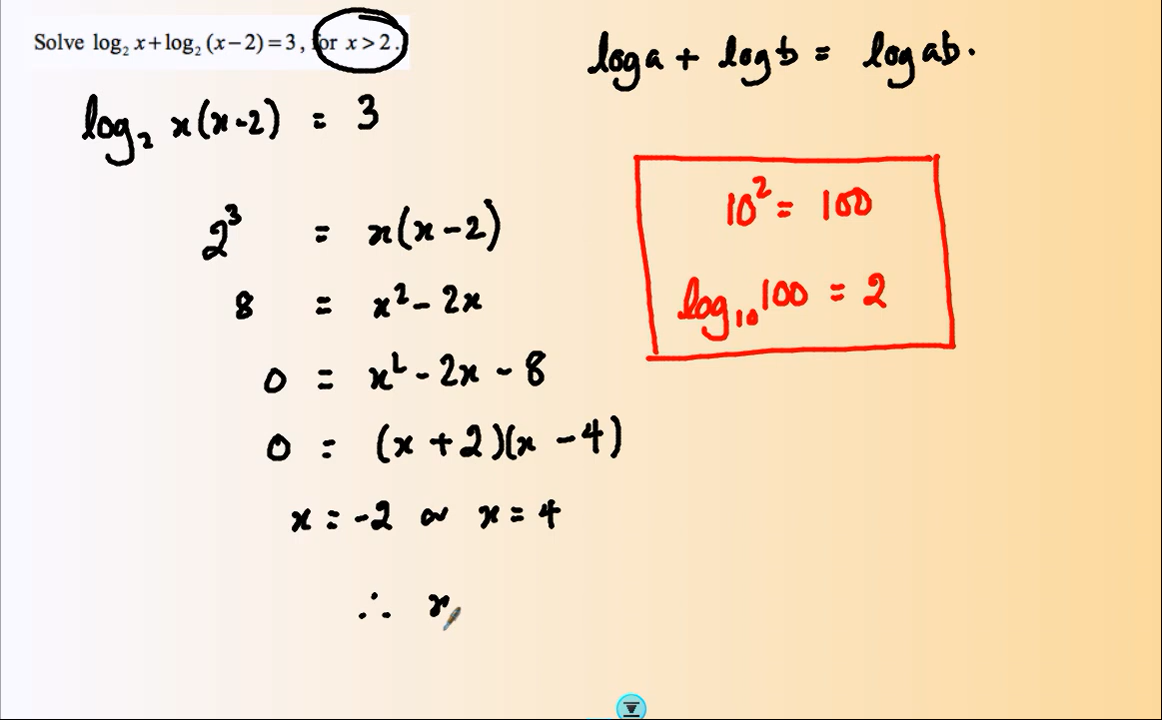 Solve log₂ x + log₂ (x − 2) = 3, for x > 2.
log a + log b = log ab.
log₂ x(x-2) = 3
10² = 100
2³ = x(x-2)
log₁₀ 100 = 2
8 = x² - 2x
0 = x² - 2x - 8
0 = (x + 2)(x - 4)
x = -2 or x = 4
∴ x